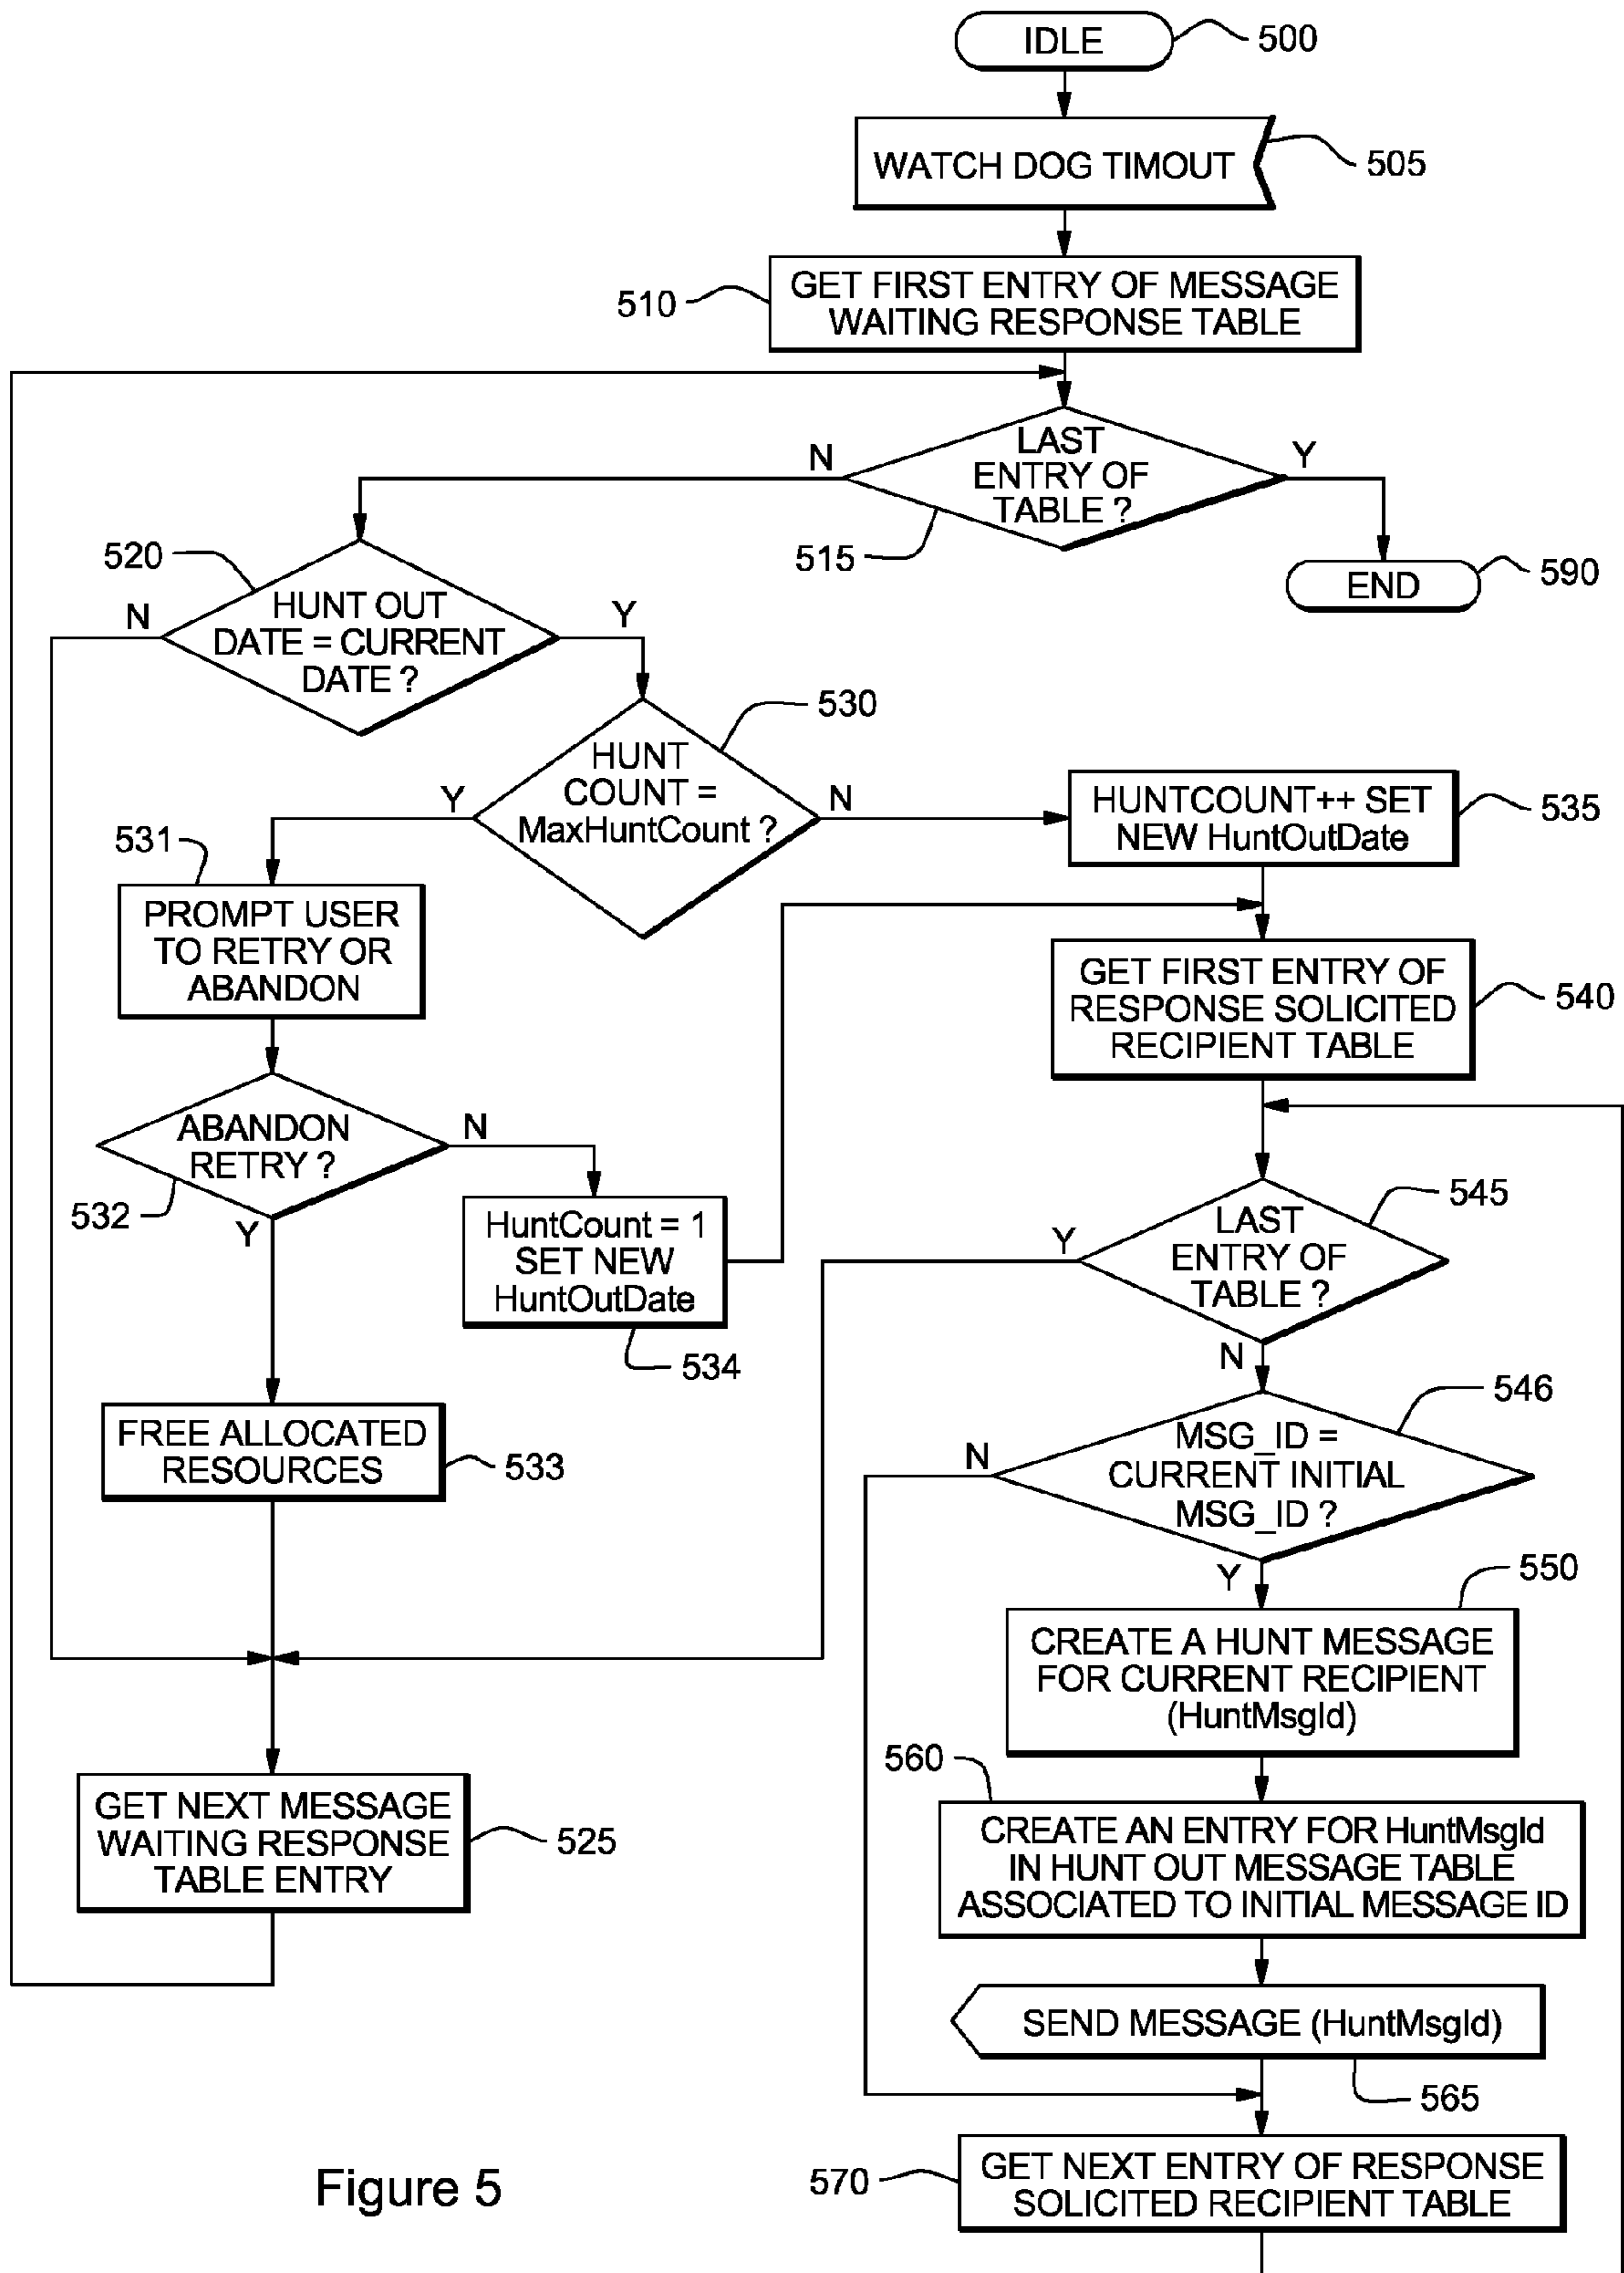 IDLE
500
WATCH DOG TIMOUT
505
510
GET FIRST ENTRY OF MESSAGE
WAITING RESPONSE TABLE
N
LAST
ENTRY OF
TABLE ?
Y
515
END
590
520
N
HUNT OUT
DATE = CURRENT
DATE ?
Y
530
Y
HUNT
COUNT =
MaxHuntCount ?
N
HUNTCOUNT++ SET
NEW HuntOutDate
535
531
PROMPT USER
TO RETRY OR
ABANDON
GET FIRST ENTRY OF
RESPONSE SOLICITED
RECIPIENT TABLE
540
ABANDON
RETRY ?
N
532
Y
HuntCount = 1
SET NEW
HuntOutDate
534
545
Y
LAST
ENTRY OF
TABLE ?
N
546
N
MSG_ID =
CURRENT INITIAL
MSG_ID ?
Y
FREE ALLOCATED
RESOURCES
533
550
CREATE A HUNT MESSAGE
FOR CURRENT RECIPIENT
(HuntMsgId)
560
CREATE AN ENTRY FOR HuntMsgId
IN HUNT OUT MESSAGE TABLE
ASSOCIATED TO INITIAL MESSAGE ID
GET NEXT MESSAGE
WAITING RESPONSE
TABLE ENTRY
525
SEND MESSAGE (HuntMsgId)
565
570
GET NEXT ENTRY OF RESPONSE
SOLICITED RECIPIENT TABLE
Figure 5